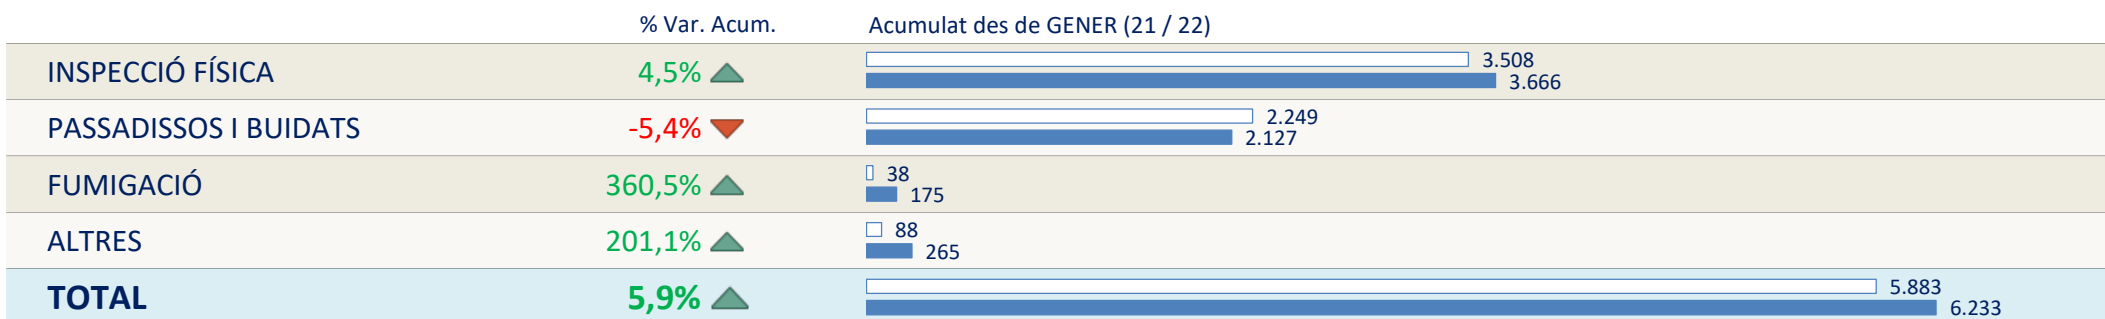 % Var. Acum. Acumulat des de GENER (21 / 22)
INSPECCIÓ FÍSICA 4,5% 3.508
3.666
PASSADISSOS I BUIDATS -5,4% 2.249
2.127
FUMIGACIÓ 360,5% 38
175
ALTRES 201,1% 88
265
TOTAL 5,9% 5.883
6.233